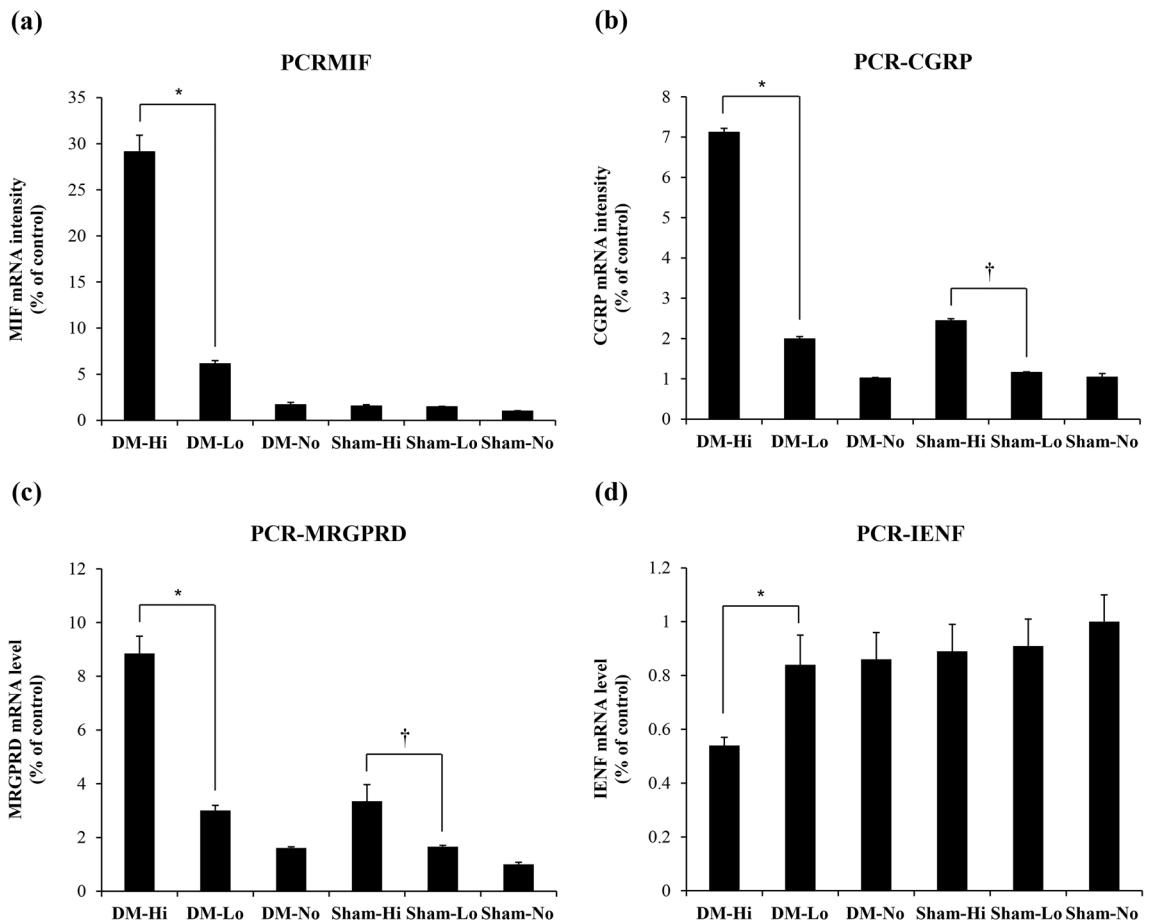 (a)
PCRMIF
MIF mRNA intensity
(% of control)
35
30
25
20
15
10
5
0
*
DM-Hi DM-Lo DM-No Sham-Hi Sham-Lo Sham-No
(b)
PCR-CGRP
CGRP mRNA intensity
(% of control)
8
7
6
5
4
3
2
1
0
*
†
DM-Hi DM-Lo DM-No Sham-Hi Sham-Lo Sham-No
(c)
PCR-MRGPRD
MRGPRD mRNA level
(% of control)
12
10
8
6
4
2
0
*
†
DM-Hi DM-Lo DM-No Sham-Hi Sham-Lo Sham-No
(d)
PCR-IENF
IENF mRNA level
(% of control)
1.2
1
0.8
0.6
0.4
0.2
0
*
DM-Hi DM-Lo DM-No Sham-Hi Sham-Lo Sham-No